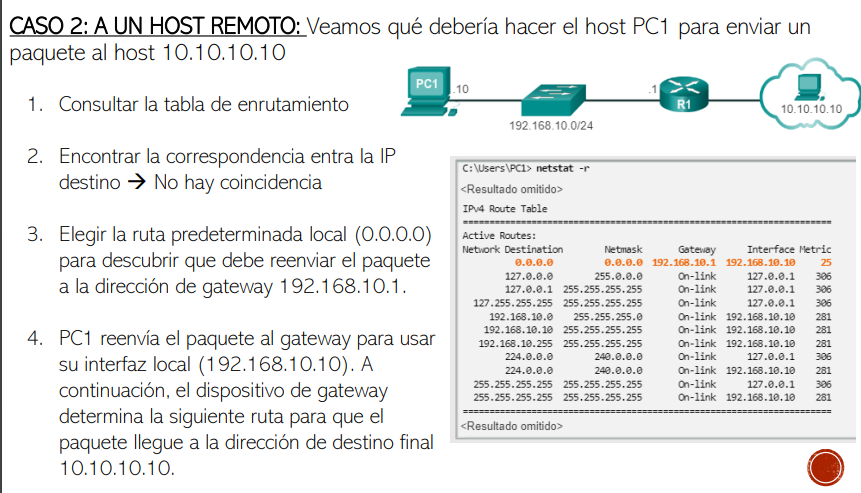 CASO 2: A UN HOST REMOTO: Veamos qué debería hacer el host PC1 para enviar un
paquete al host 10.10.10.10
1. Consultar la tabla de enrutamiento
2. Encontrar la correspondencia entra la IP
destino → No hay coincidencia
3. Elegir la ruta predeterminada local (0.0.0.0)
para descubrir que debe reenviar el paquete
a la dirección de gateway 192.168.10.1.
4. PC1 reenvía el paquete al gateway para usar
su interfaz local (192.168.10.10). A
continuación, el dispositivo de gateway
determina la siguiente ruta para que el
paquete llegue a la dirección de destino final
10.10.10.10.
PC1 .10 .1 R1 10.10.10.10
192.168.10.0/24
C:\Users\PC1> netstat -r
<Resultado omitido>
IPv4 Route Table
Active Routes:
Network Destination Netmask Gateway Interface Metric
0.0.0.0 0.0.0.0 192.168.10.1 192.168.10.10 25
127.0.0.0 255.0.0.0 On-link 127.0.0.1 306
127.0.0.1 255.255.255.255 On-link 127.0.0.1 306
127.255.255.255 255.255.255.255 On-link 127.0.0.1 306
192.168.10.0 255.255.255.0 On-link 192.168.10.10 281
192.168.10.10 255.255.255.255 On-link 192.168.10.10 281
192.168.10.255 255.255.255.255 On-link 192.168.10.10 281
224.0.0.0 240.0.0.0 On-link 127.0.0.1 306
224.0.0.0 240.0.0.0 On-link 192.168.10.10 281
255.255.255.255 255.255.255.255 On-link 127.0.0.1 306
255.255.255.255 255.255.255.255 On-link 192.168.10.10 281
<Resultado omitido>